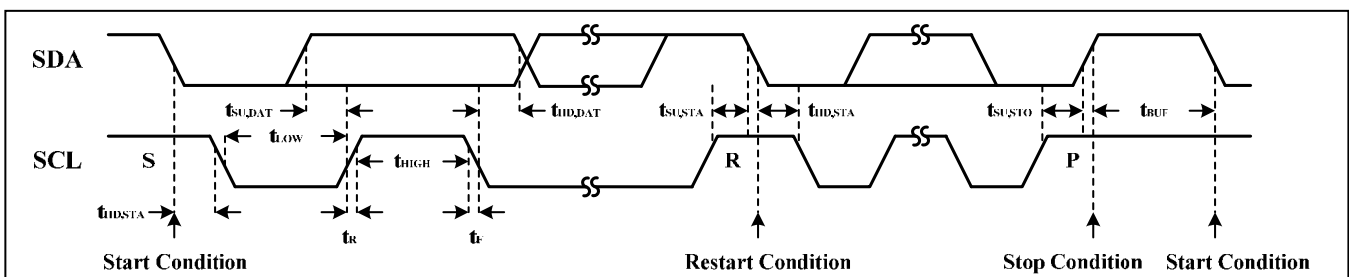 SDA
tSU,DAT tHD,DAT tSU,STA tHD,STA tSU,STO tBUF
tLOW
SCL S tHIGH R P
tHD,STA
tR tF
Start Condition Restart Condition Stop Condition Start Condition